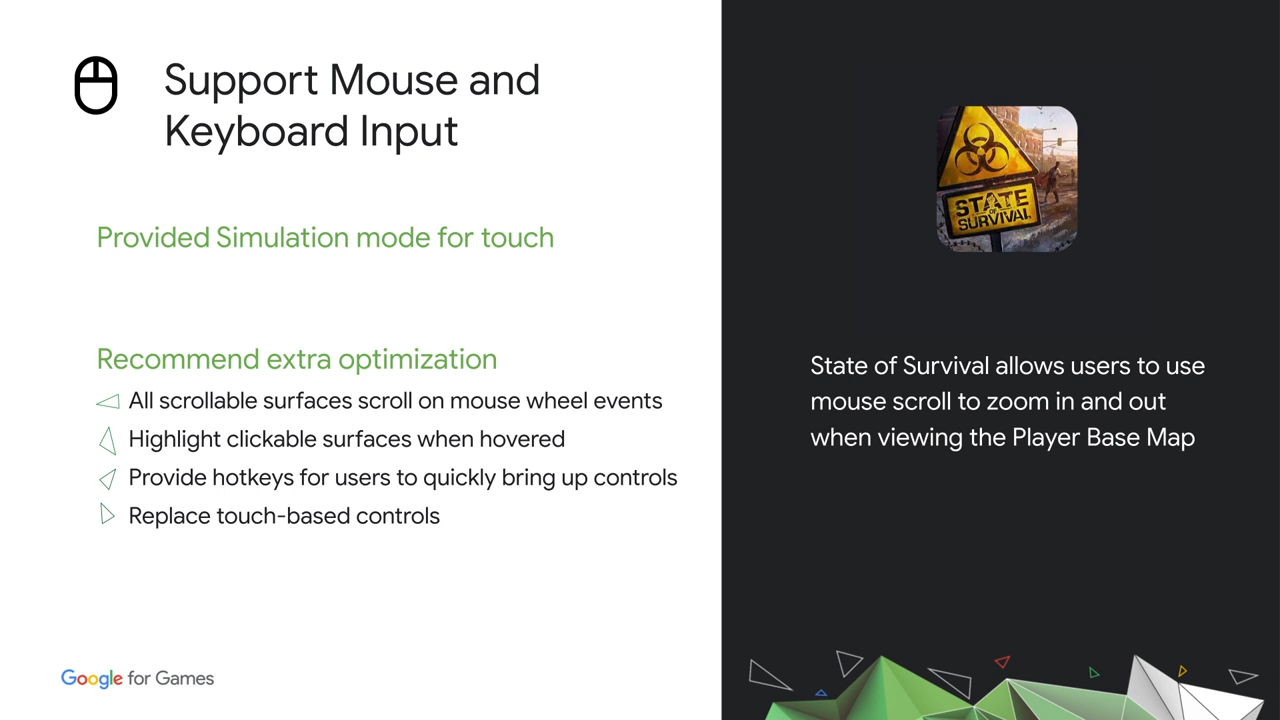 Support Mouse and
Keyboard Input
Provided Simulation mode for touch
Recommend extra optimization
All scrollable surfaces scroll on mouse wheel events
Highlight clickable surfaces when hovered
Provide hotkeys for users to quickly bring up controls
Replace touch-based controls
Google for Games
STATE
OF
SURVIVAL
State of Survival allows users to use
mouse scroll to zoom in and out
when viewing the Player Base Map